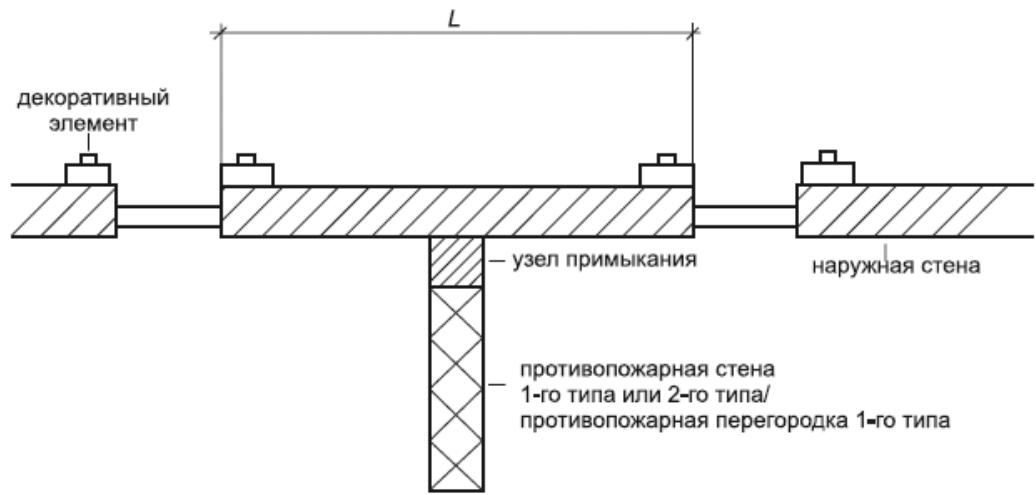 L
декоративный
элемент
узел примыкания
наружная стена
противопожарная стена
1-го типа или 2-го типа/
противопожарная перегородка 1-го типа